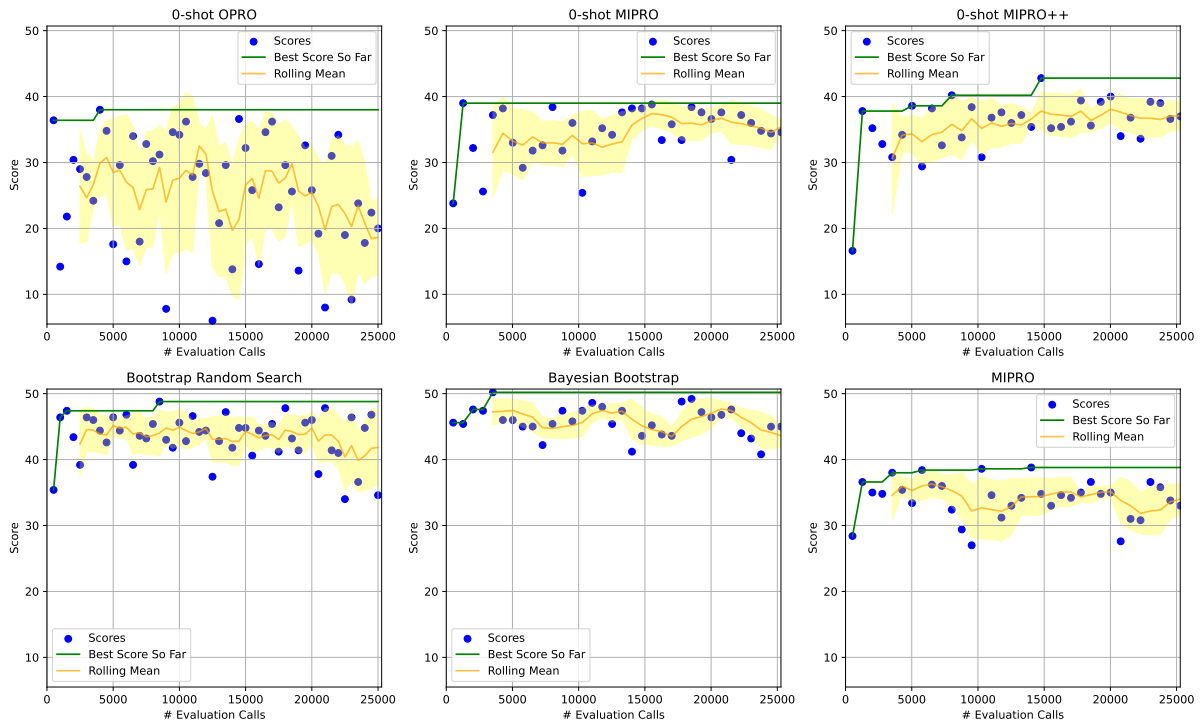 0-shot OPRO
50
40
30
20
10
Score
0
5000
10000
15000
20000
25000
# Evaluation Calls
Scores
Best Score So Far
Rolling Mean
0-shot MIPRO
50
40
30
20
10
Score
0
5000
10000
15000
20000
25000
# Evaluation Calls
Scores
Best Score So Far
Rolling Mean
0-shot MIPRO++
50
40
30
20
10
Score
0
5000
10000
15000
20000
25000
# Evaluation Calls
Scores
Best Score So Far
Rolling Mean
Bootstrap Random Search
50
40
30
20
10
Score
0
5000
10000
15000
20000
25000
# Evaluation Calls
Scores
Best Score So Far
Rolling Mean
Bayesian Bootstrap
50
40
30
20
10
Score
0
5000
10000
15000
20000
25000
# Evaluation Calls
Scores
Best Score So Far
Rolling Mean
MIPRO
50
40
30
20
10
Score
0
5000
10000
15000
20000
25000
# Evaluation Calls
Scores
Best Score So Far
Rolling Mean